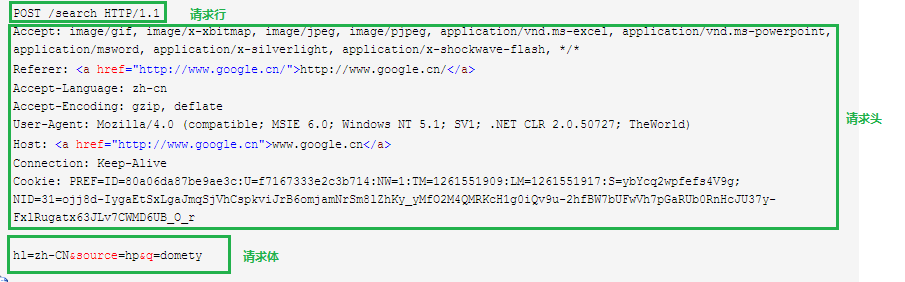 POST /search HTTP/1.1 请求行
Accept: image/gif, image/x-xbitmap, image/jpeg, image/pjpeg, application/vnd.ms-excel, application/vnd.ms-powerpoint,
application/msword, application/x-silverlight, application/x-shockwave-flash, */*
Referer: <a href="http://www.google.cn/">http://www.google.cn/</a>
Accept-Language: zh-cn
Accept-Encoding: gzip, deflate
User-Agent: Mozilla/4.0 (compatible; MSIE 6.0; Windows NT 5.1; SV1; .NET CLR 2.0.50727; TheWorld) 请求头
Host: <a href="http://www.google.cn">www.google.cn</a>
Connection: Keep-Alive
Cookie: PREF=ID=80a06da87be9ae3c:U=f7167333e2c3b714:NW=1:TM=1261551909:LM=1261551917:S=ybYcq2wpfefs4V9g;
NID=31=ojj8d-IygaEtSxLgaJmqSjVhCspkviJrB6omjamNrSm8lZhKy_yMfO2M4QMRKcH1g0iQv9u-2hfBW7bUFwVh7pGaRUb0RnHcJU37y-
FxlRugatx63JLv7CWMD6UB_O_r
hl=zh-CN&source=hp&q=domety 请求体